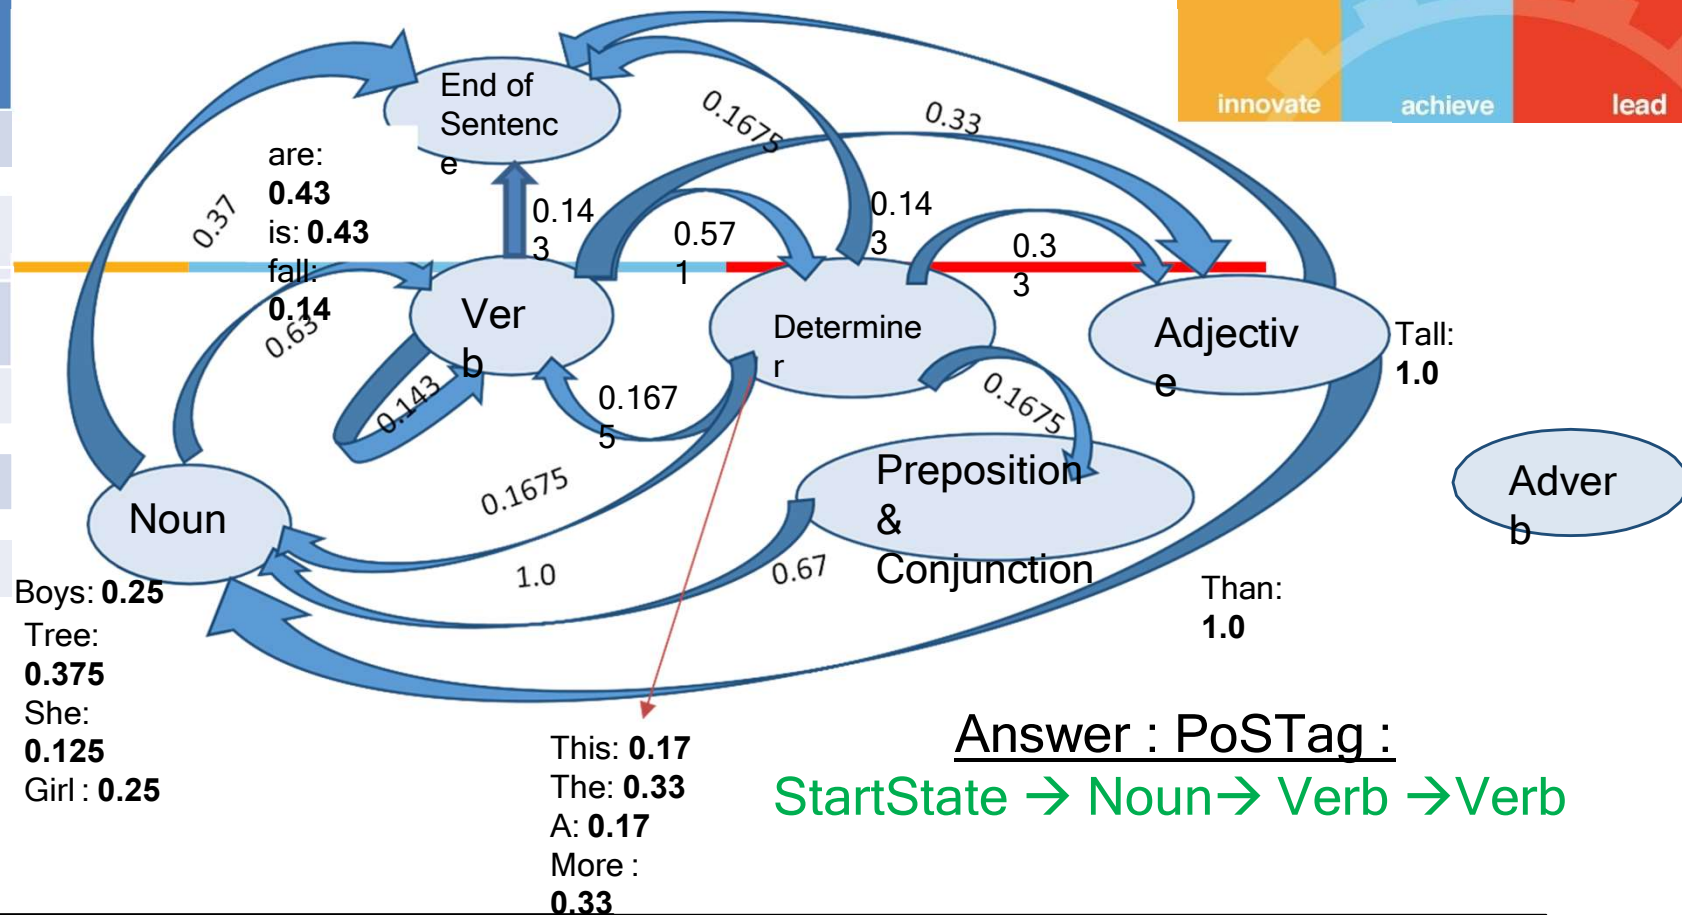 innovate
achieve
lead
End of
Sentenc
e
0.1675
0.33
are:
0.43
is: 0.43
fall:
0.14
0.37
0.14
3
0.57
1
0.14
3
0.3
3
0.63
Ver
b
Determine
r
Adjectiv
e
Tall:
1.0
0.143
0.167
5
0.1675
0.1675
Preposition
&
Conjunction
Adver
b
Noun
1.0
0.67
Than:
1.0
Boys: 0.25
Tree:
0.375
She:
0.125
Girl : 0.25
This: 0.17
The: 0.33
A: 0.17
More :
0.33
Answer : PoSTag :
StartState → Noun→ Verb →Verb